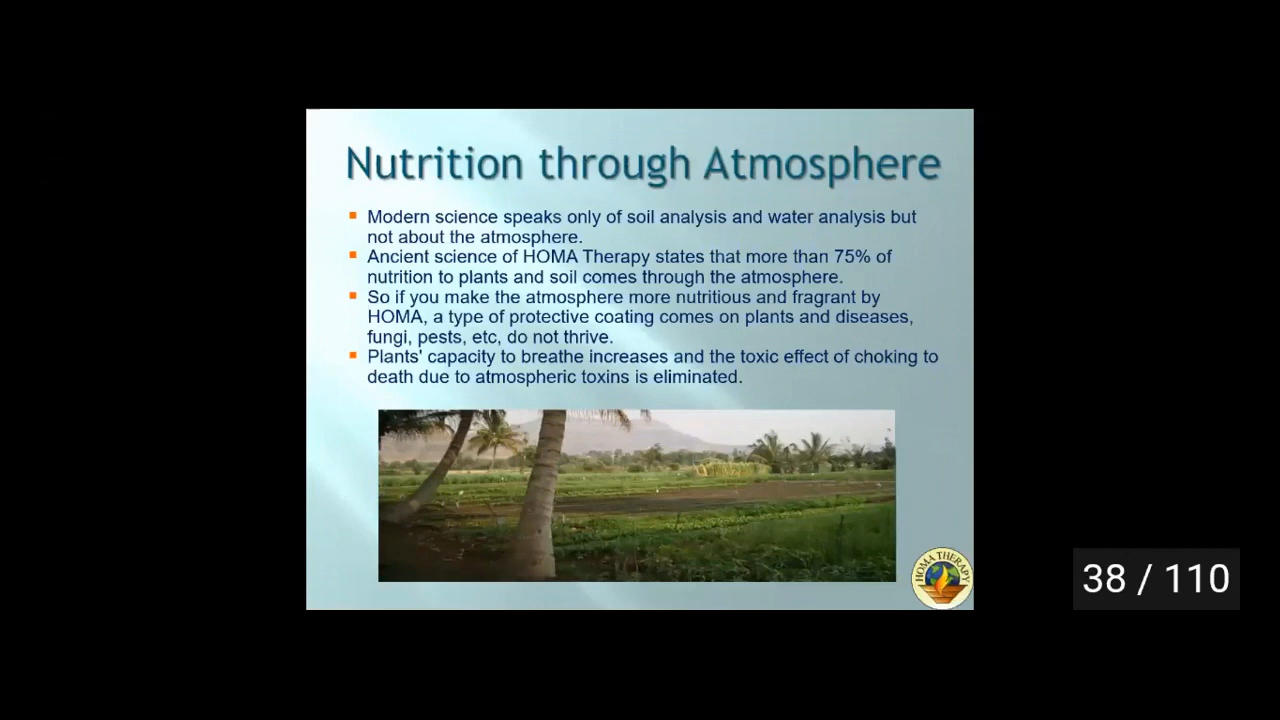 Nutrition through Atmosphere
Modern science speaks only of soil analysis and water analysis but
not about the atmosphere.
Ancient science of HOMA Therapy states that more than 75% of
nutrition to plants and soil comes through the atmosphere.
So if you make the atmosphere more nutritious and fragrant by
HOMA, a type of protective coating comes on plants and diseases,
fungi, pests, etc, do not thrive.
Plants' capacity to breathe increases and the toxic effect of choking to
death due to atmospheric toxins is eliminated.
HOMA THERAPY
38 / 110